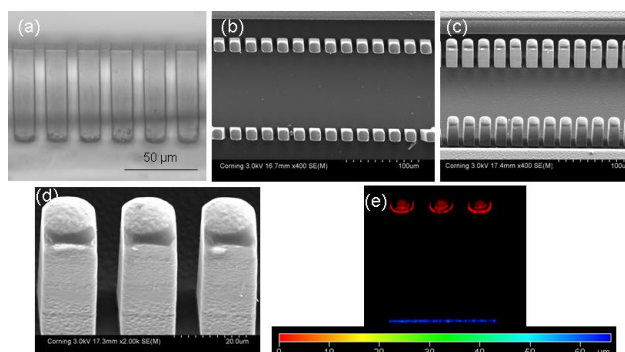 (a)
50 µm
(b)
Corning 3.0kV 16.7mm x400 SE(M) 100um
(c)
Corning 3.0kV 17.4mm x400 SE(M) 100u
(d)
Corning 3.0kV 17.3mm x2.00k SE(M) 20.0um
(e)
0 10 20 30 40 50 60 µm